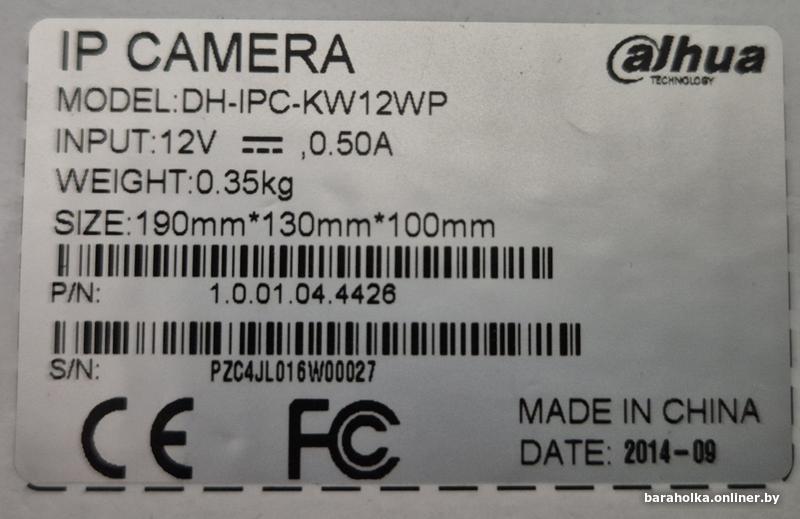 IP CAMERA
alhua
TECHNOLOGY
MODEL:DH-IPC-KW12WP
INPUT:12V ⎓ ,0.50A
WEIGHT:0.35kg
SIZE:190mm*130mm*100mm
P/N: 1.0.01.04.4426
S/N: PZC4JL016W00027
CE FC
MADE IN CHINA
DATE: 2014-09
baraholka.onliner.by